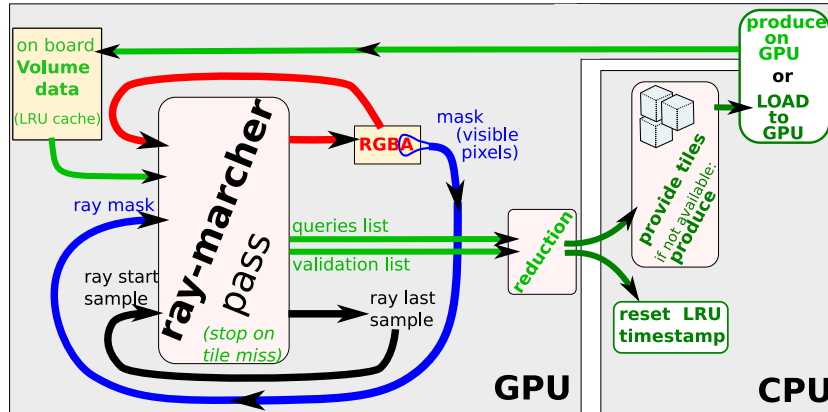 on board
Volume
data
(LRU cache)
ray mask
ray start
sample
ray-marcher
pass
(stop on
tile miss)
RGBA
mask
(visible
pixels)
queries list
validation list
ray last
sample
reduction
GPU
provide tiles
if not available:
produce
reset LRU
timestamp
produce
on
GPU
or
LOAD
to
GPU
CPU